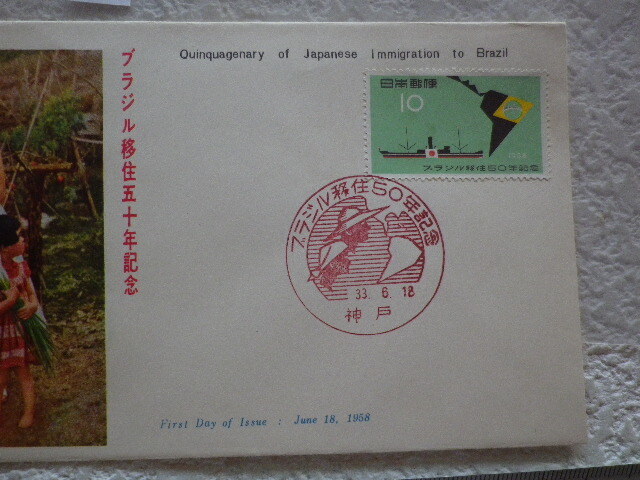 Quinquagenary of Japanese Immigration to Brazil
ブラジル移住五十年記念
日本郵便
10
1958
ブラジル移住50年記念
ブラジル移住50年記念
33. 6. 18
神戸
First Day of Issue : June 18, 1958